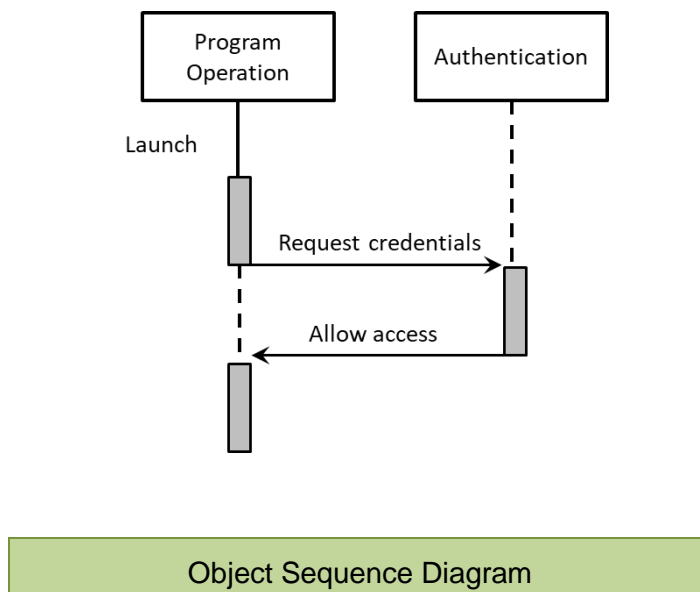 Program
Operation
Authentication
Launch
Request credentials
Allow access
Object Sequence Diagram